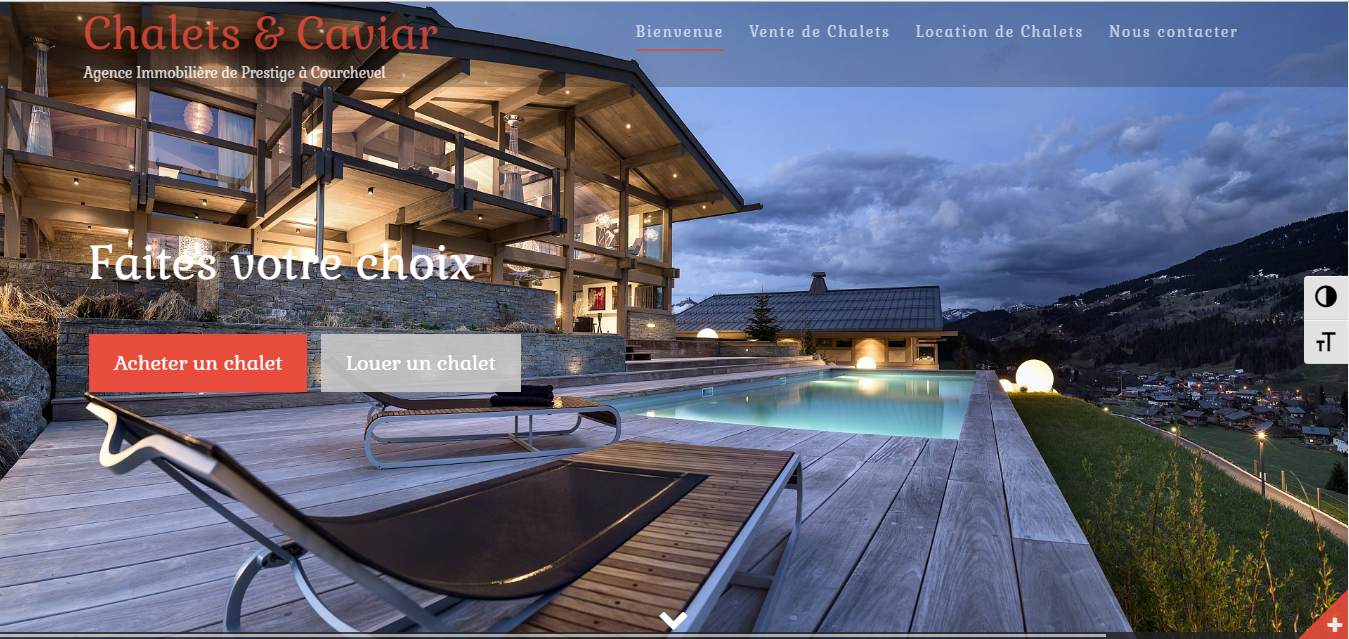 Chalets & Caviar
Agence Immobilière de Prestige à Courchevel
Bienvenue Vente de Chalets Location de Chalets Nous contacter
Faites votre choix
Acheter un chalet Louer un chalet